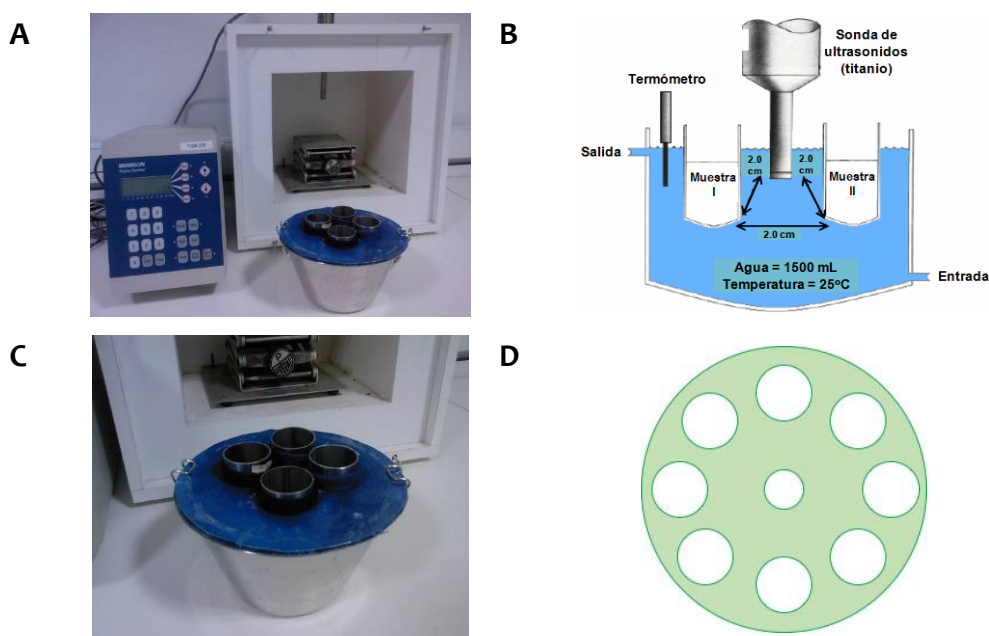 A
BRANSON
B
Sonda de
ultrasonidos
(titanio)
Termómetro
Salida
2.0
cm
2.0
cm
Muestra
I
Muestra
II
2.0 cm
Agua = 1500 mL
Temperatura = 25ºC
Entrada
C
D